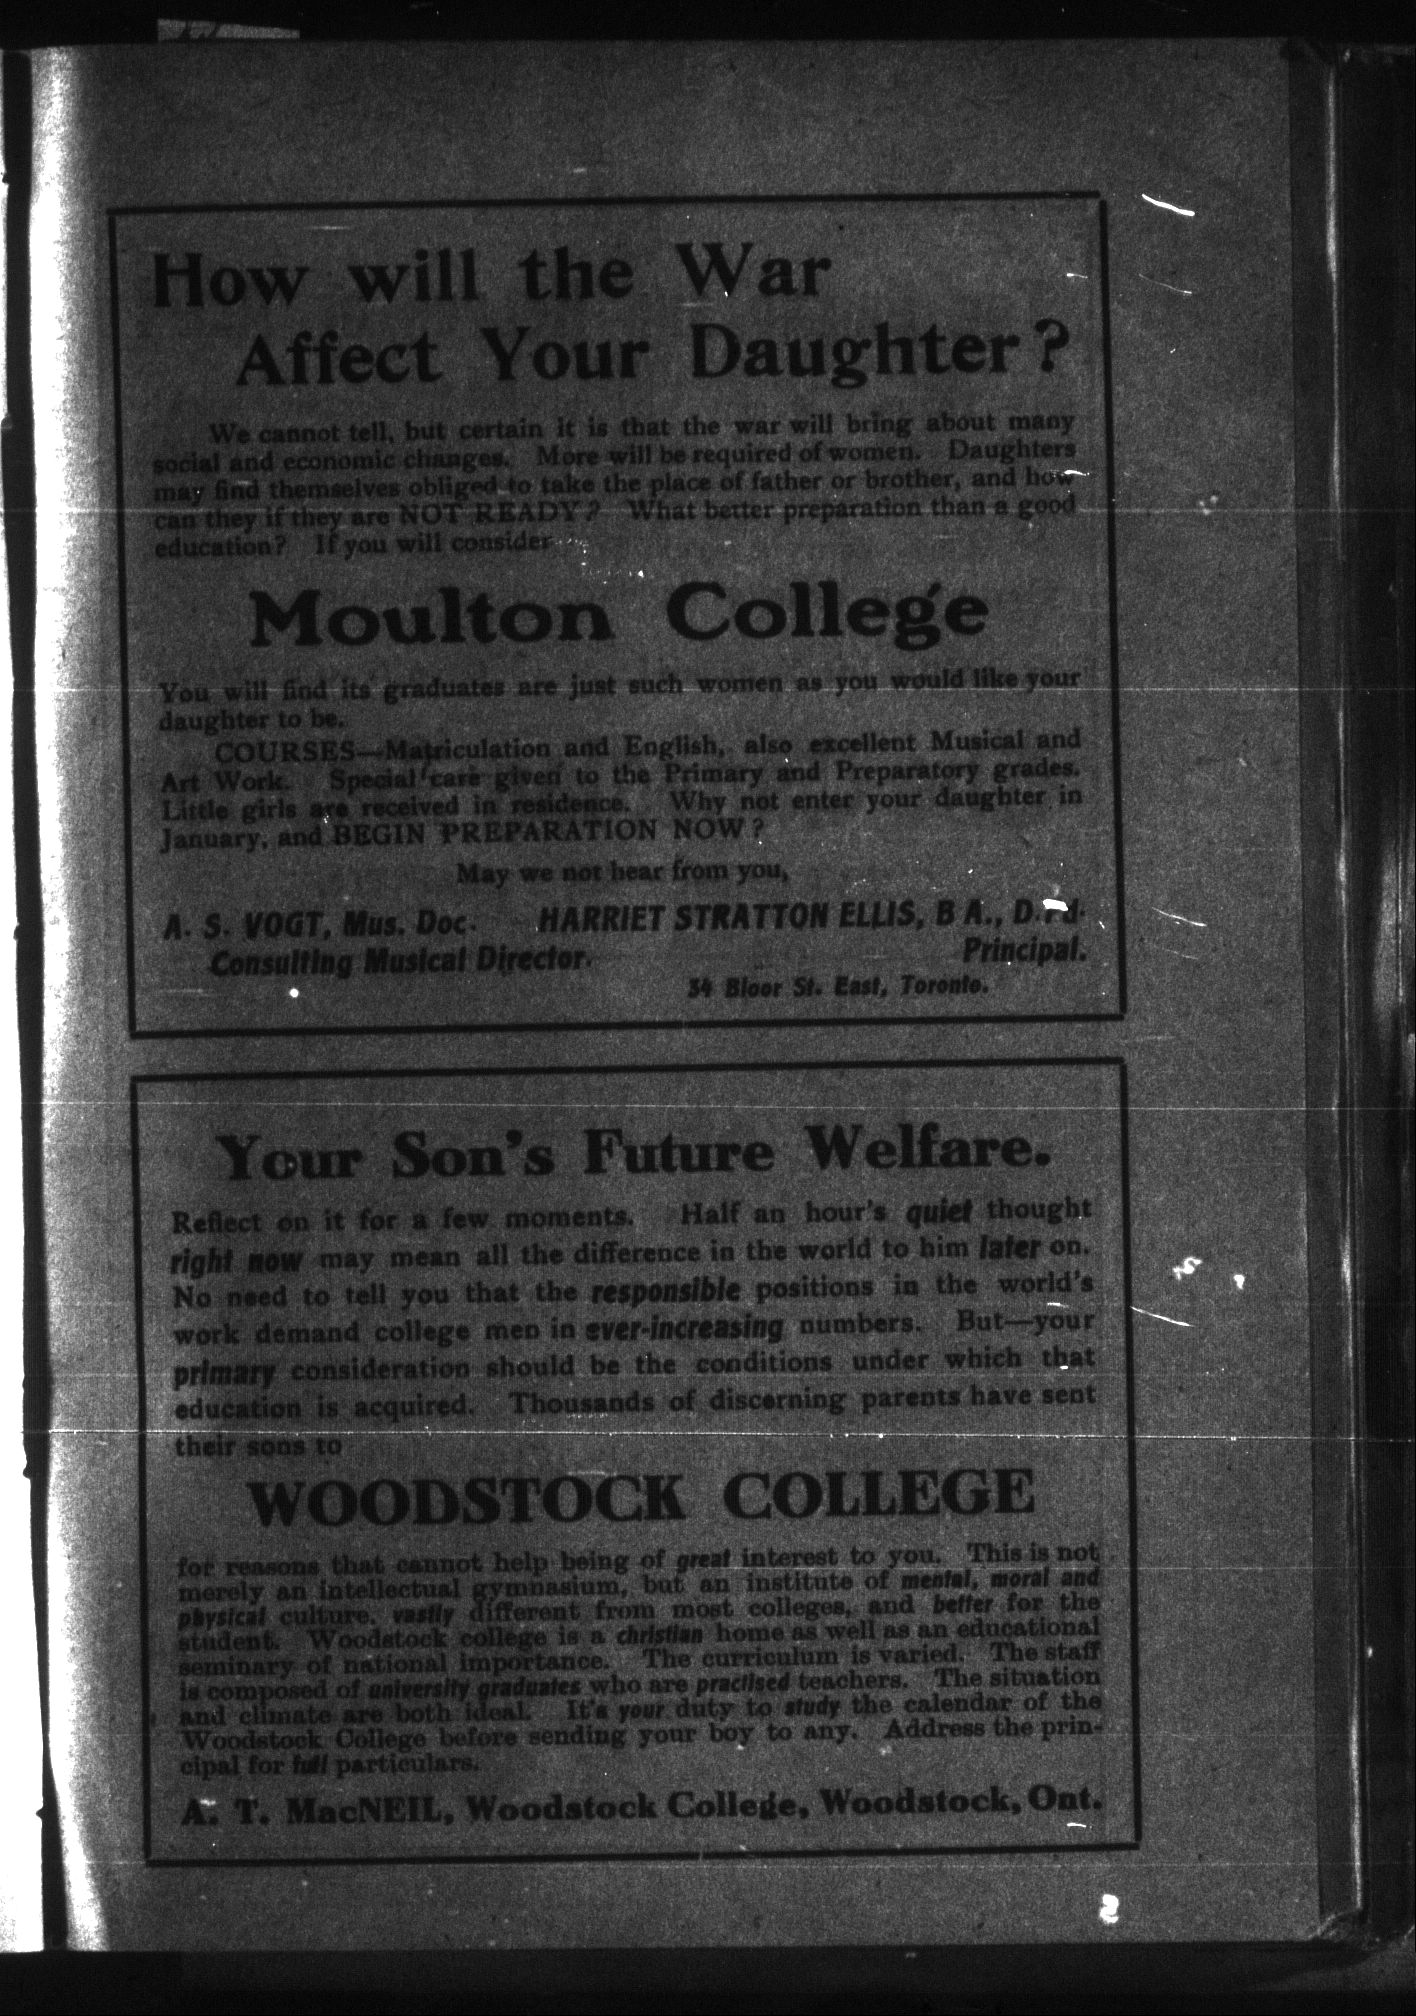 How will the War
Affect Your Daughter?
We cannot tell, but certain it is that the war will bring about many
social and economic changes. More will be required of women. Daughters
may find themselves obliged to take the place of father or brother, and how
can they if they are NOT READY? What better preparation than a good
education? If you will consider
Moulton College
You will find its graduates are just such women as you would like your
daughter to be.
COURSES—Matriculation and English, also excellent Musical and
Art Work. Special care given to the Primary and Preparatory grades.
Little girls are received in residence. Why not enter your daughter in
January, and BEGIN PREPARATION NOW?
May we not hear from you,
A. S. VOGT, Mus. Doc. HARRIET STRATTON ELLIS, B A., D.Pd.
Consulting Musical Director. Principal.
34 Bloor St. East, Toronto.
Your Son's Future Welfare.
Reflect on it for a few moments. Half an hour's quiet thought
right now may mean all the difference in the world to him later on.
No need to tell you that the responsible positions in the world's
work demand college men in ever-increasing numbers. But—your
primary consideration should be the conditions under which that
education is acquired. Thousands of discerning parents have sent
their sons to
WOODSTOCK COLLEGE
for reasons that cannot help being of great interest to you. This is not
merely an intellectual gymnasium, but an institute of mental, moral and
physical culture, vastly different from most colleges, and better for the
student. Woodstock college is a christian home as well as an educational
seminary of national importance. The curriculum is varied. The staff
is composed of university graduates who are practised teachers. The situation
and climate are both ideal. It's your duty to study the calendar of the
Woodstock College before sending your boy to any. Address the prin-
cipal for full particulars.
A. T. MacNEIL, Woodstock College, Woodstock, Ont.